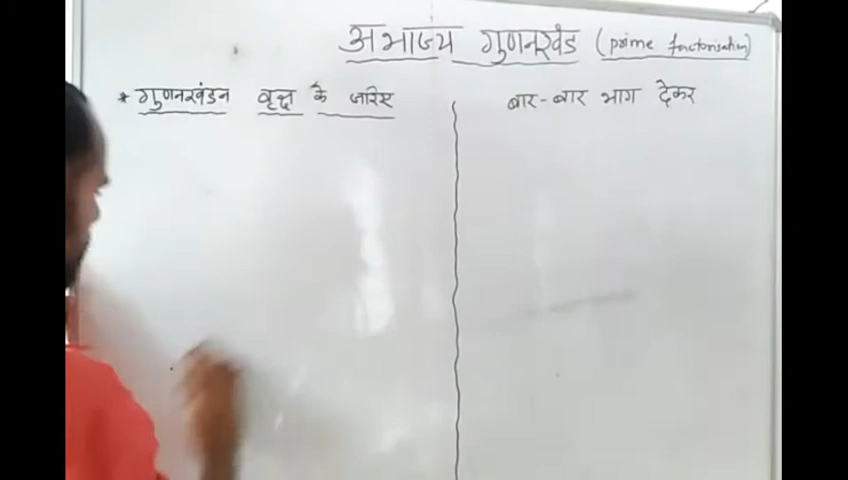 अभाज्य गुणनखंड (prime factorisation)
* गुणनखंडन वृक्ष के जरिए
बार-बार भाग देकर